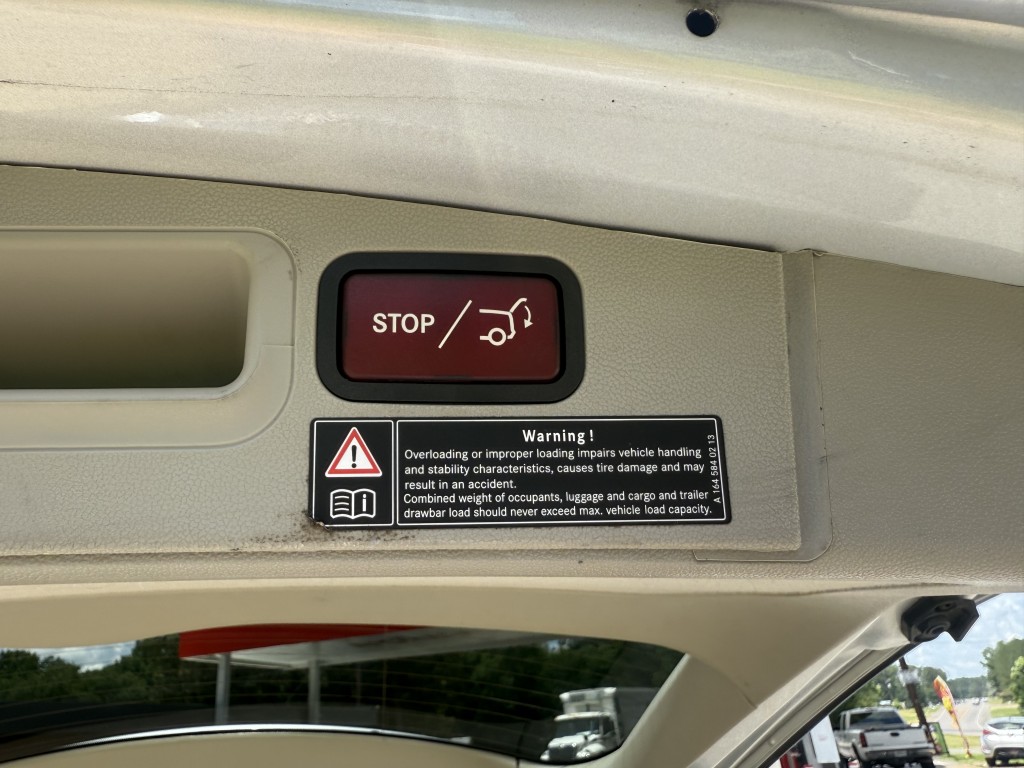 STOP /
Warning!
Overloading or improper loading impairs vehicle handling
and stability characteristics, causes tire damage and may
result in an accident.
Combined weight of occupants, luggage and cargo and trailer
drawbar load should never exceed max. vehicle load capacity.
A 164 584 02 13